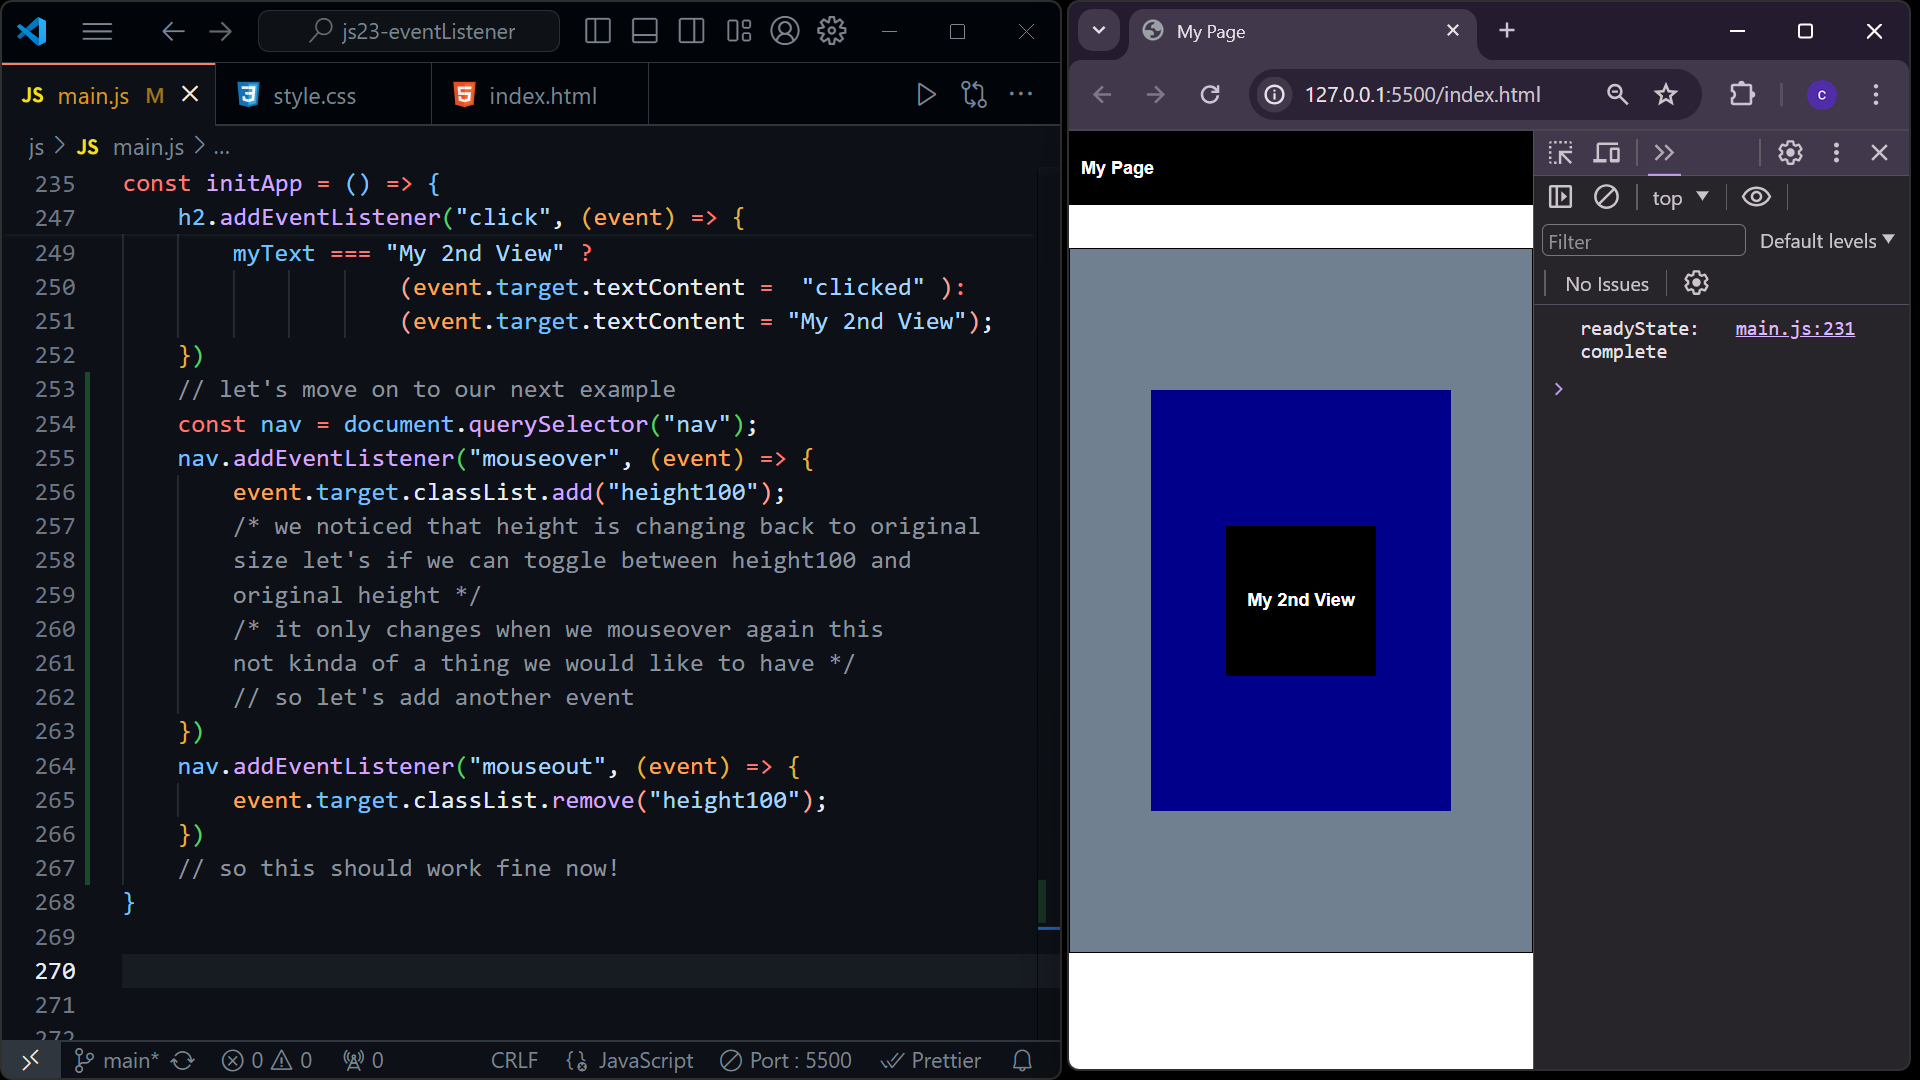 js23-eventListener
JS main.js M
style.css
index.html
js > JS main.js > ...
235 const initApp = () => {
247 h2.addEventListener("click", (event) => {
249 myText === "My 2nd View" ?
250 (event.target.textContent =  "clicked" ):
251 (event.target.textContent = "My 2nd View");
252 })
253 // let's move on to our next example
254 const nav = document.querySelector("nav");
255 nav.addEventListener("mouseover", (event) => {
256 event.target.classList.add("height100");
257 /* we noticed that height is changing back to original
258 size let's if we can toggle between height100 and
259 original height */
260 /* it only changes when we mouseover again this
261 not kinda of a thing we would like to have */
262 // so let's add another event
263 })
264 nav.addEventListener("mouseout", (event) => {
265 event.target.classList.remove("height100");
266 })
267 // so this should work fine now!
268 }
269
270
271
272
main* 0 0 0 CRLF JavaScript Port : 5500 Prettier
My Page
127.0.0.1:5500/index.html
c
My Page
My 2nd View
top
Filter
Default levels
No Issues
readyState: main.js:231
complete